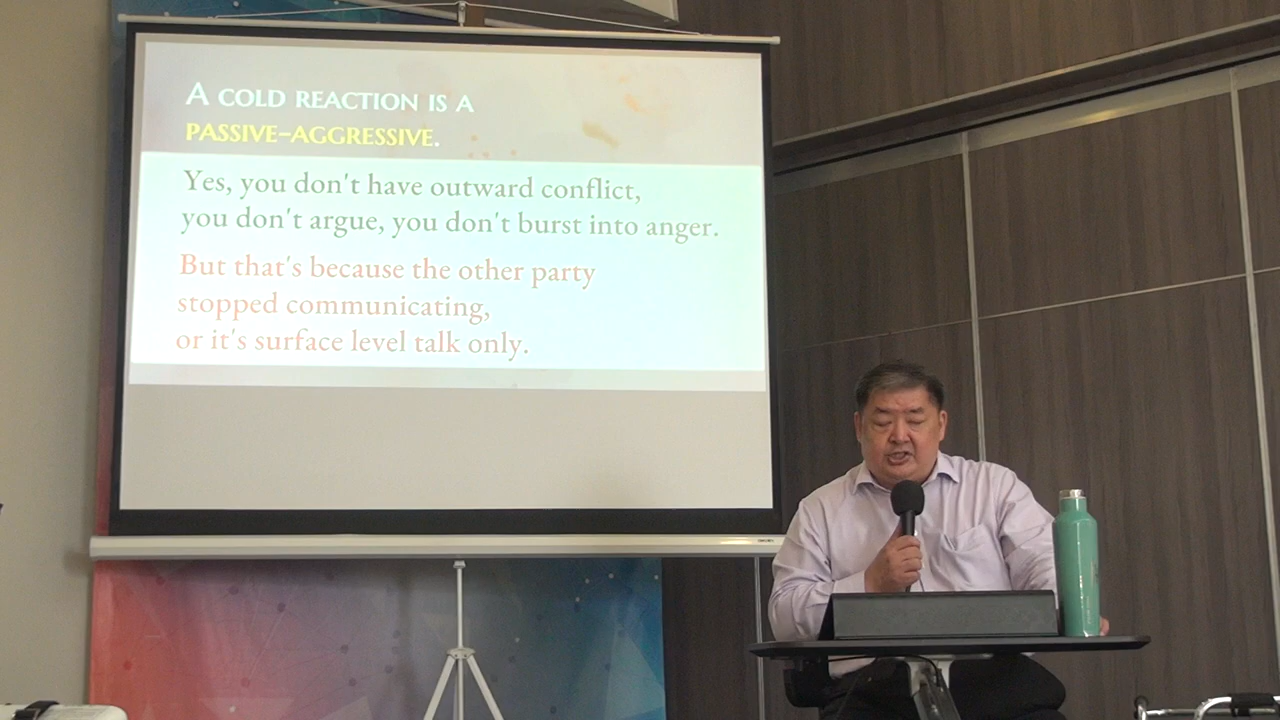 A COLD REACTION IS A
PASSIVE-AGGRESSIVE.
Yes, you don't have outward conflict,
you don't argue, you don't burst into anger.
But that's because the other party
stopped communicating,
or it's surface level talk only.